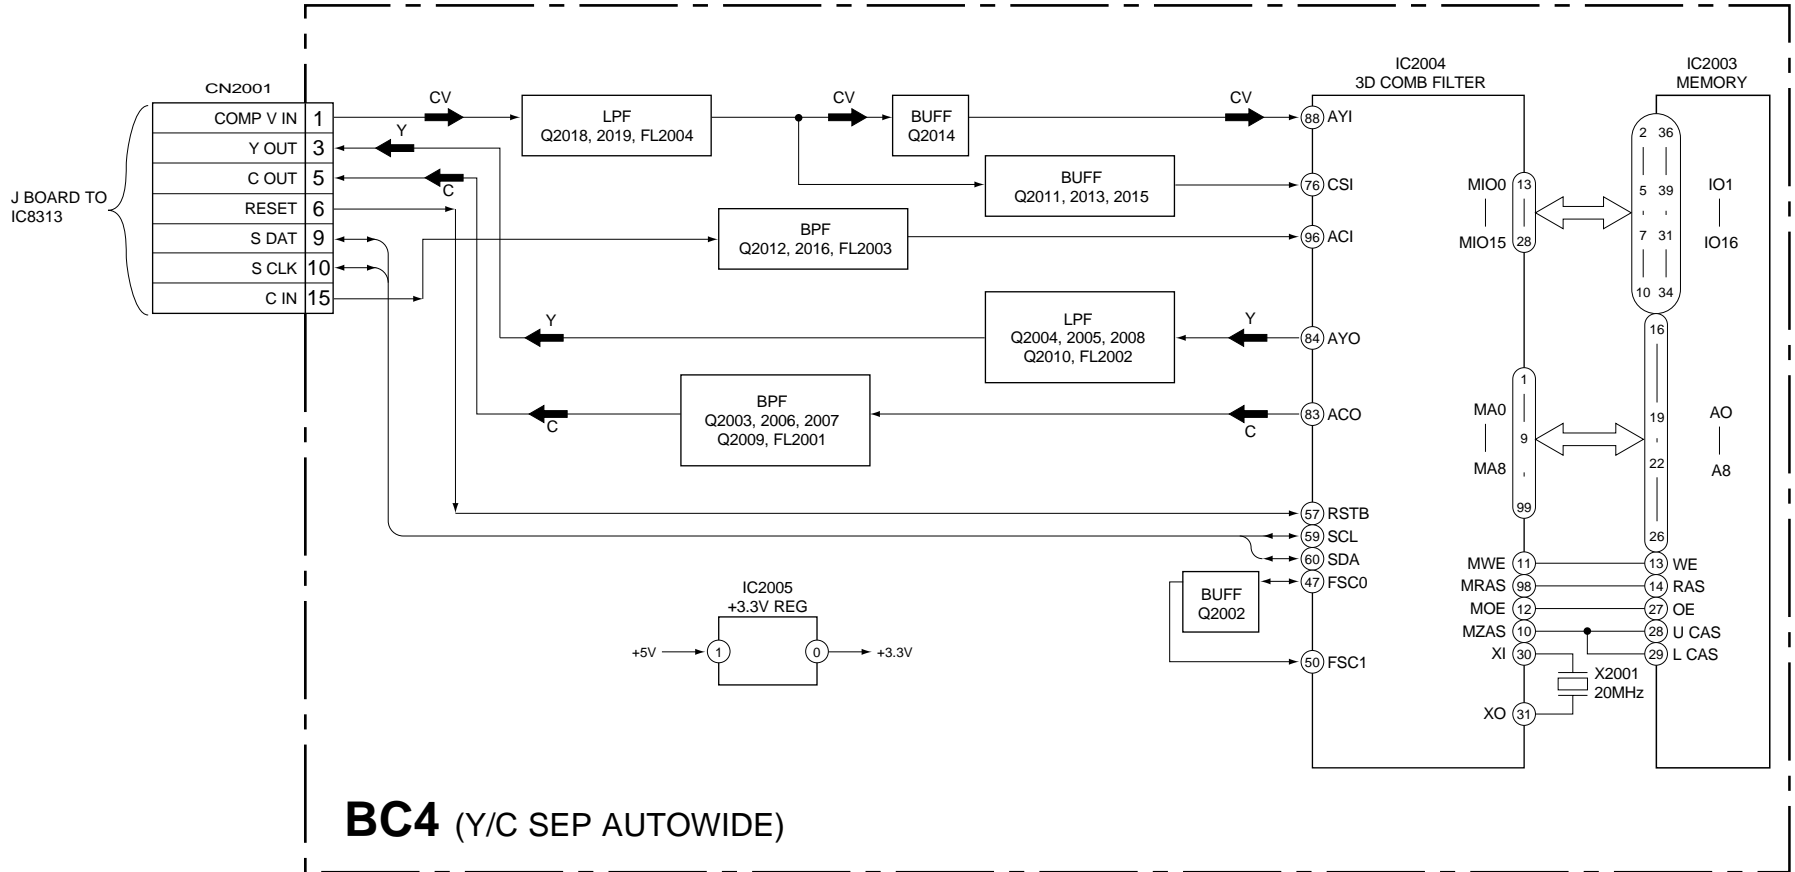 CN2001
COMP V IN 1
Y OUT 3
C OUT 5
RESET 6
S DAT 9
S CLK 10
C IN 15
J BOARD TO
IC8313
CV
Y
C
LPF
Q2018, 2019, FL2004
CV
BUFF
Q2014
CV
BUFF
Q2011, 2013, 2015
BPF
Q2012, 2016, FL2003
Y
LPF
Q2004, 2005, 2008
Q2010, FL2002
Y
C
BPF
Q2003, 2006, 2007
Q2009, FL2001
C
BUFF
Q2002
IC2005
+3.3V REG
+5V
1
0
+3.3V
IC2004
3D COMB FILTER
88 AYI
76 CSI
96 ACI
84 AYO
83 ACO
57 RSTB
59 SCL
60 SDA
47 FSC0
50 FSC1
MIO0 13
MIO15 28
MA0
1
9
MA8
99
MWE 11
MRAS 98
MOE 12
MZAS 10
XI 30
XO 31
X2001
20MHz
IC2003
MEMORY
2 36
5 39
7 31
10 34
IO1
IO16
16
19
22
26
AO
A8
13 WE
14 RAS
27 OE
28 U CAS
29 L CAS
BC4 (Y/C SEP AUTOWIDE)